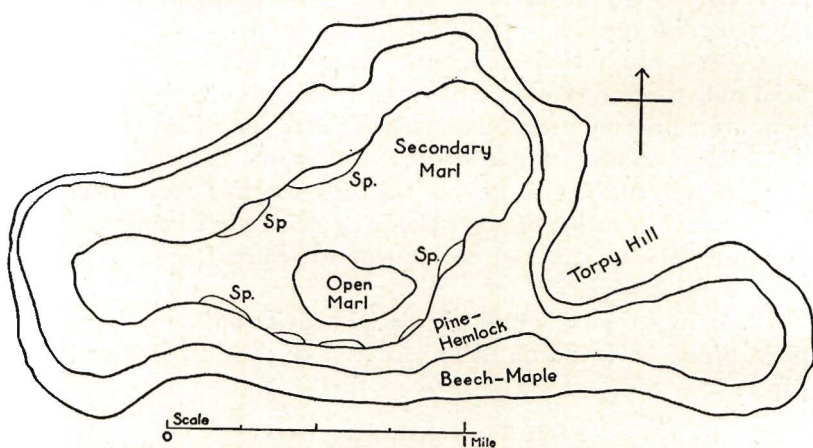 Secondary
Marl
Sp.
Sp
Sp.
Sp.
Open
Marl
Torpy Hill
Pine-
Hemlock
Beech-Maple
Scale
0
1 Mile